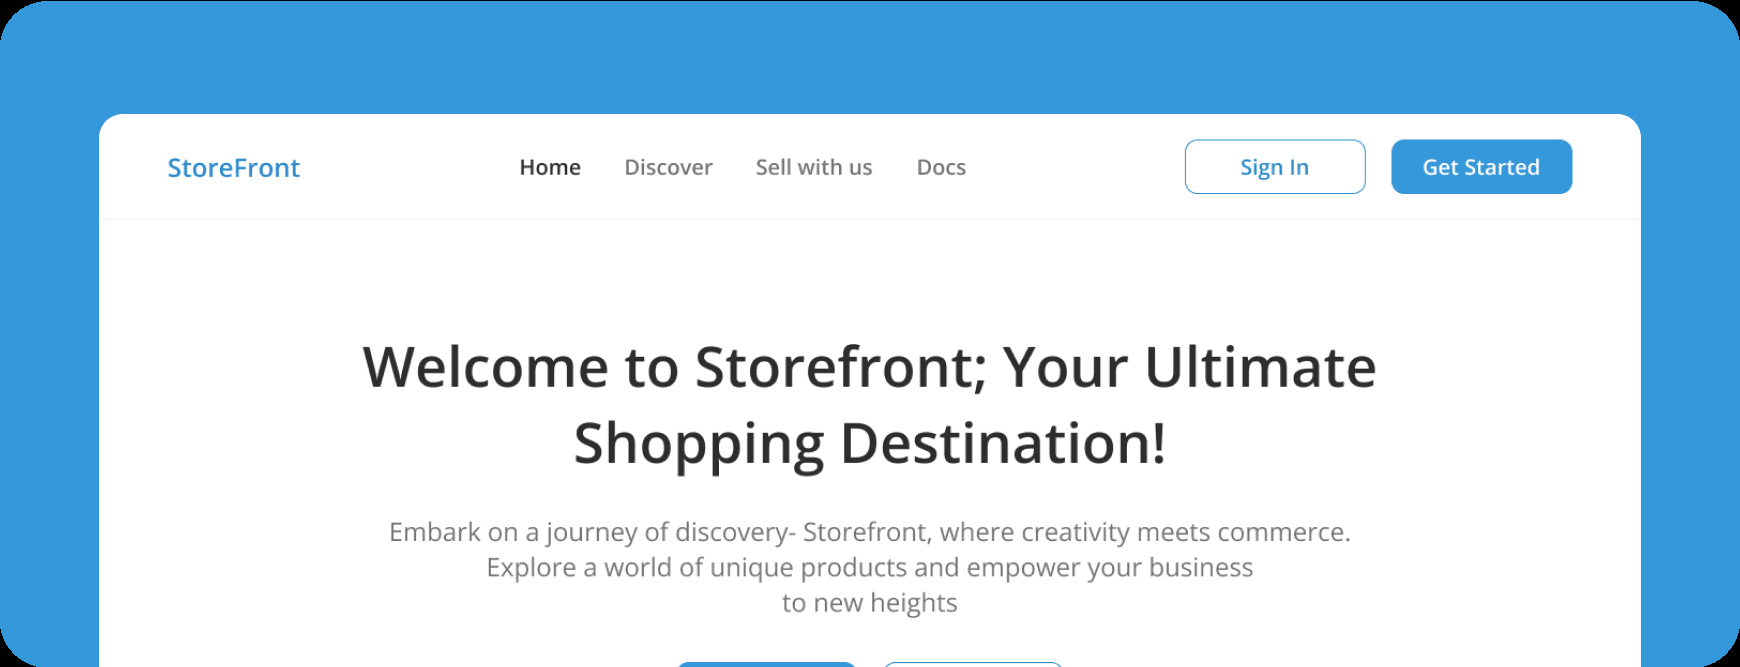 StoreFront
Home Discover Sell with us Docs
Sign In Get Started
Welcome to Storefront; Your Ultimate
Shopping Destination!
Embark on a journey of discovery- Storefront, where creativity meets commerce.
Explore a world of unique products and empower your business
to new heights